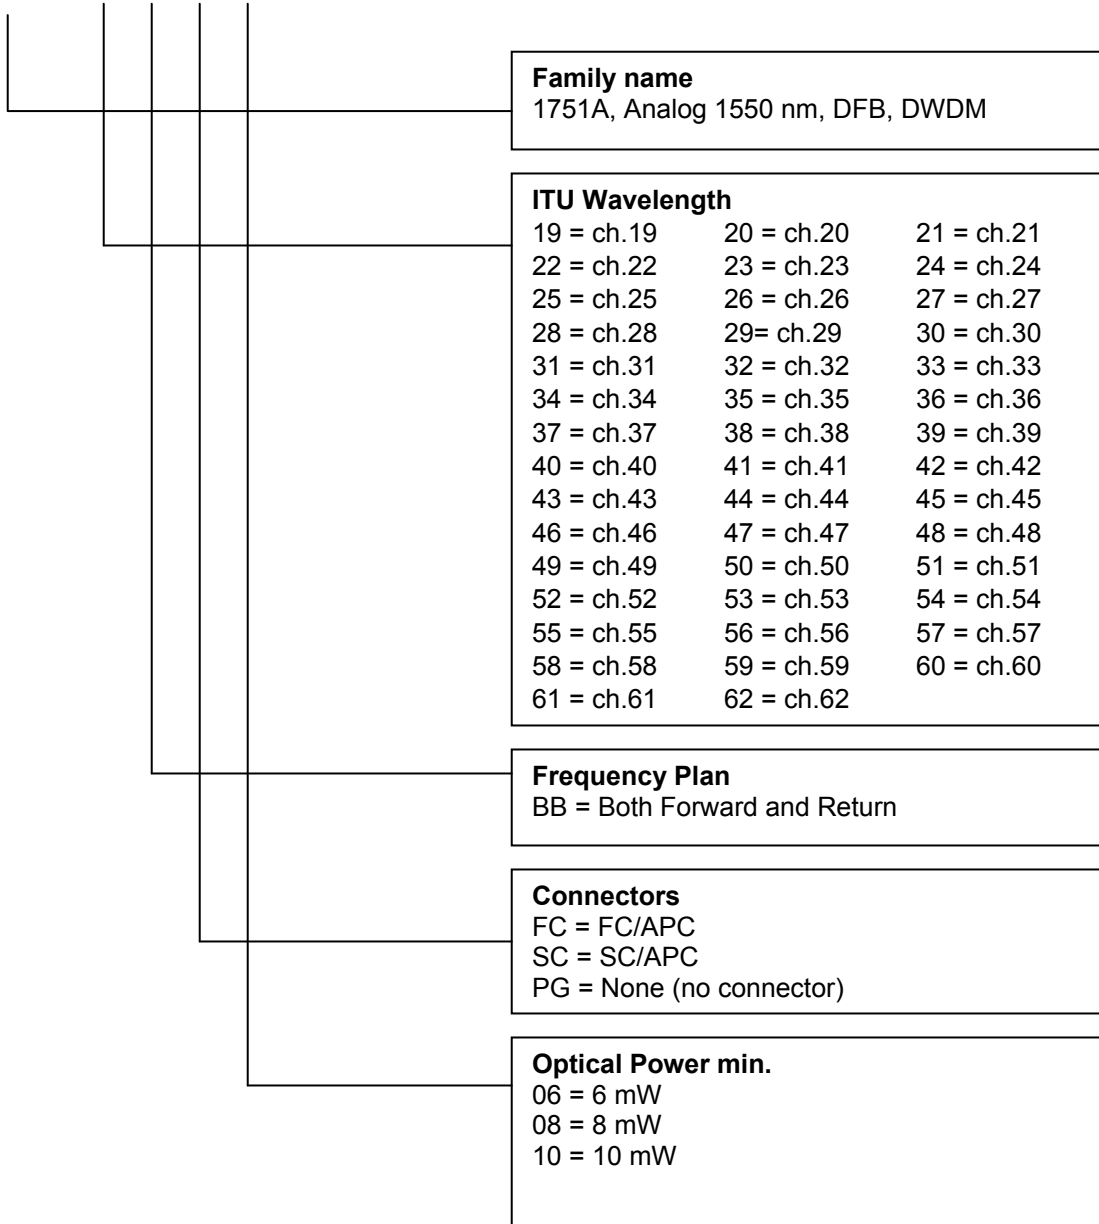 Family name
1751A, Analog 1550 nm, DFB, DWDM
ITU Wavelength
19 = ch.19 20 = ch.20 21 = ch.21
22 = ch.22 23 = ch.23 24 = ch.24
25 = ch.25 26 = ch.26 27 = ch.27
28 = ch.28 29= ch.29 30 = ch.30
31 = ch.31 32 = ch.32 33 = ch.33
34 = ch.34 35 = ch.35 36 = ch.36
37 = ch.37 38 = ch.38 39 = ch.39
40 = ch.40 41 = ch.41 42 = ch.42
43 = ch.43 44 = ch.44 45 = ch.45
46 = ch.46 47 = ch.47 48 = ch.48
49 = ch.49 50 = ch.50 51 = ch.51
52 = ch.52 53 = ch.53 54 = ch.54
55 = ch.55 56 = ch.56 57 = ch.57
58 = ch.58 59 = ch.59 60 = ch.60
61 = ch.61 62 = ch.62
Frequency Plan
BB = Both Forward and Return
Connectors
FC = FC/APC
SC = SC/APC
PG = None (no connector)
Optical Power min.
06 = 6 mW
08 = 8 mW
10 = 10 mW